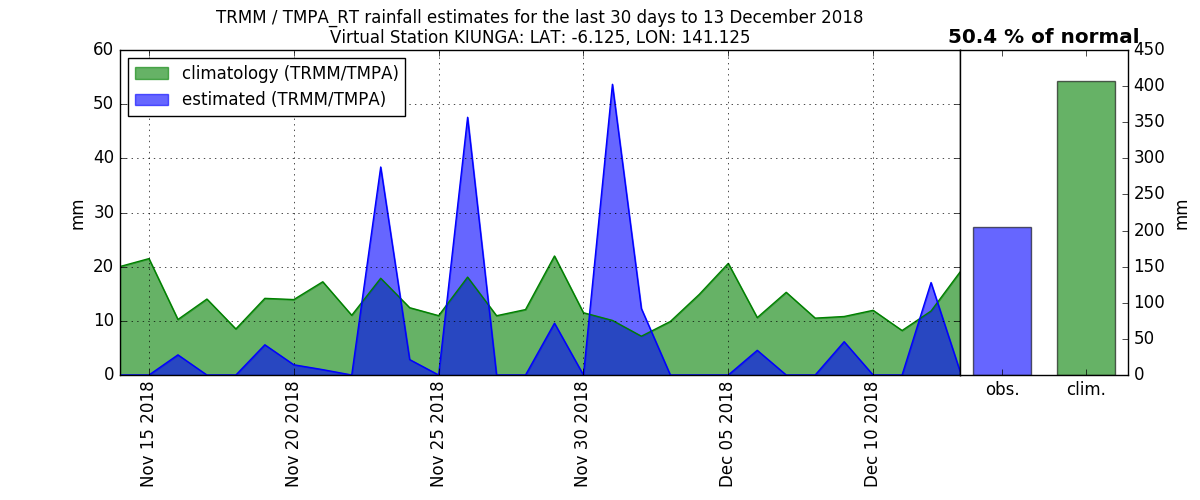 TRMM / TMPA_RT rainfall estimates for the last 30 days to 13 December 2018
Virtual Station KIUNGA: LAT: -6.125, LON: 141.125
50.4 % of normal
climatology (TRMM/TMPA)
estimated (TRMM/TMPA)
mm
60
50
40
30
20
10
0
Nov 15 2018
Nov 20 2018
Nov 25 2018
Nov 30 2018
Dec 05 2018
Dec 10 2018
obs.
clim.
450
400
350
300
250
200
150
100
50
0
mm